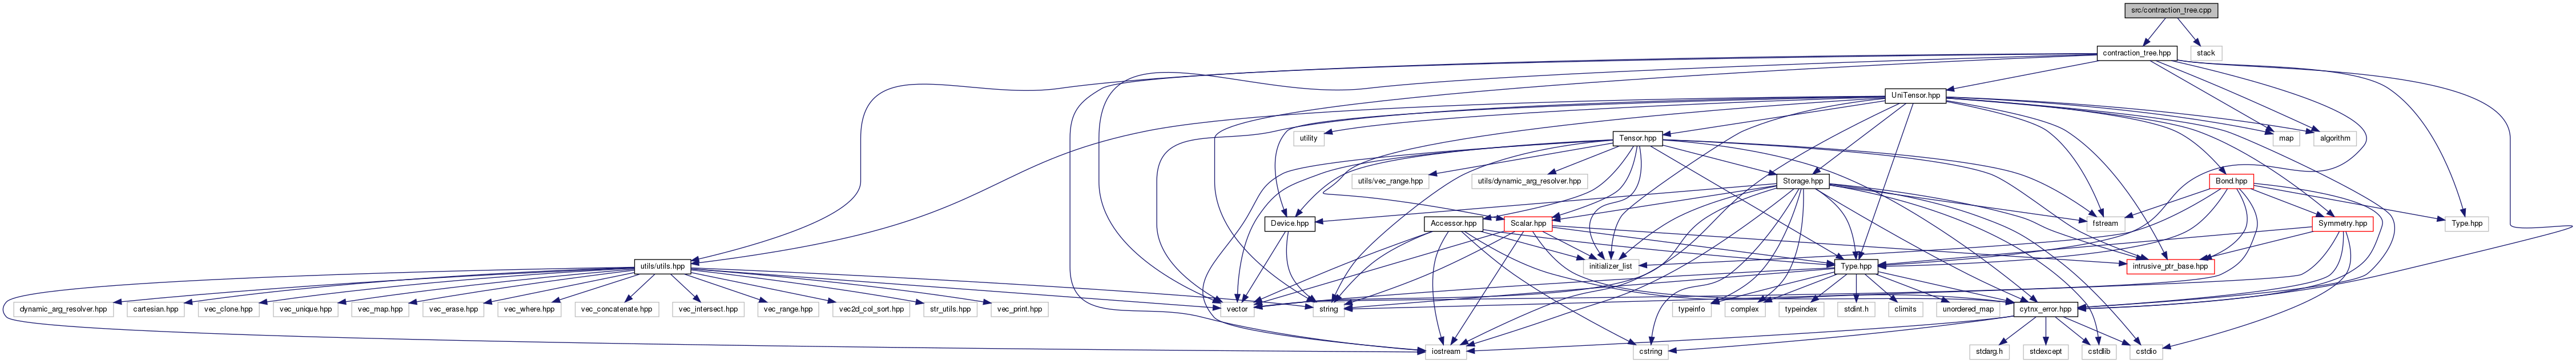 src/contraction_tree.cpp
contraction_tree.hpp
stack
UniTensor.hpp
utility
Tensor.hpp
map
algorithm
utils/vec_range.hpp
utils/dynamic_arg_resolver.hpp
Storage.hpp
Bond.hpp
Device.hpp
Accessor.hpp
Scalar.hpp
fstream
Type.hpp
Symmetry.hpp
utils/utils.hpp
initializer_list
Type.hpp
intrusive_ptr_base.hpp
dynamic_arg_resolver.hpp
cartesian.hpp
vec_clone.hpp
vec_unique.hpp
vec_map.hpp
vec_erase.hpp
vec_where.hpp
vec_concatenate.hpp
vec_intersect.hpp
vec_range.hpp
vec2d_col_sort.hpp
str_utils.hpp
vec_print.hpp
vector
string
typeinfo
complex
typeindex
stdint.h
climits
unordered_map
cytnx_error.hpp
iostream
cstring
stdarg.h
stdexcept
cstdlib
cstdio